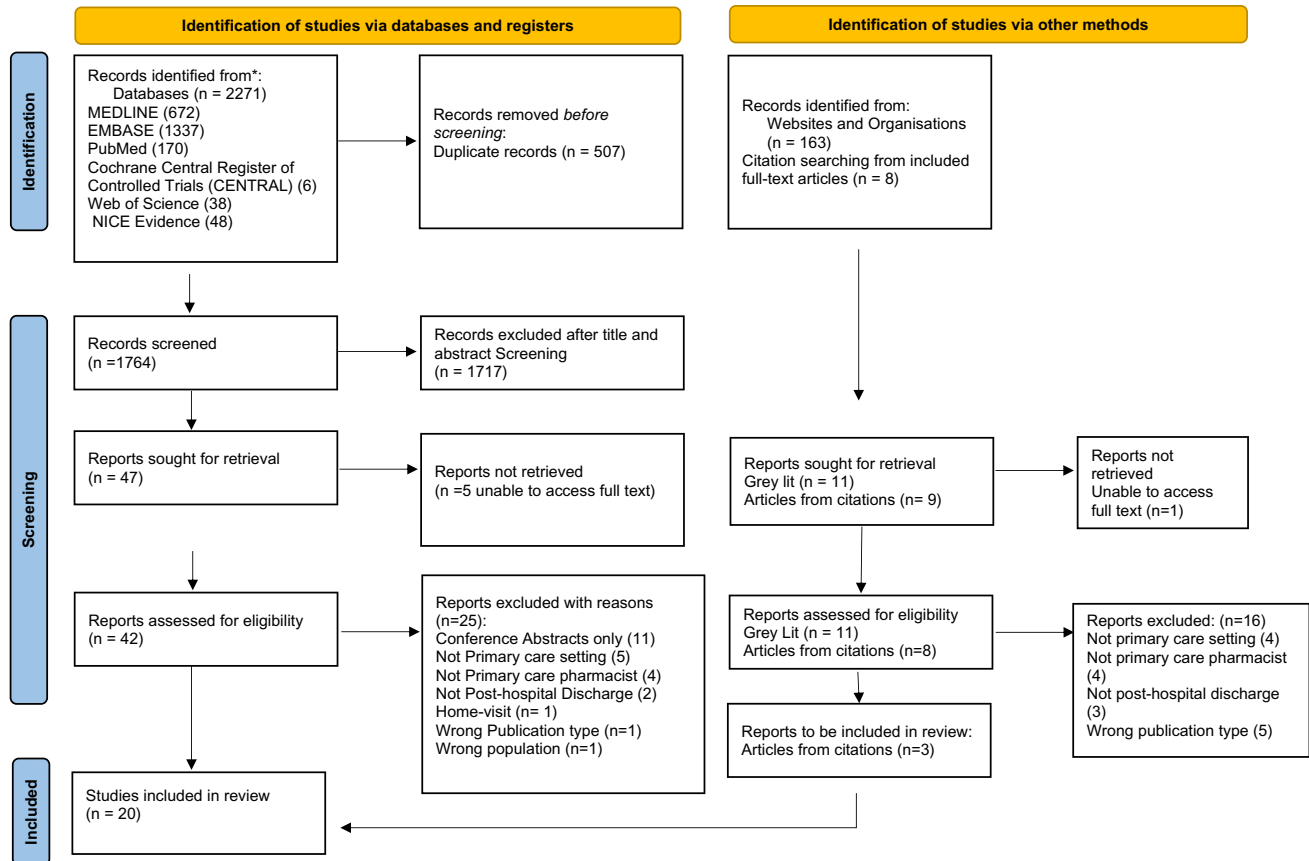 Identification of studies via databases and registers
Identification of studies via other methods
Identification
Records identified from*:
Databases (n = 2271)
MEDLINE (672)
EMBASE (1337)
PubMed (170)
Cochrane Central Register of
Controlled Trials (CENTRAL) (6)
Web of Science (38)
NICE Evidence (48)
Records removed before
screening:
Duplicate records (n = 507)
Records identified from:
Websites and Organisations
(n = 163)
Citation searching from included
full-text articles (n = 8)
Screening
Records screened
(n =1764)
Records excluded after title and
abstract Screening
(n = 1717)
Reports sought for retrieval
(n = 47)
Reports not retrieved
(n =5 unable to access full text)
Reports sought for retrieval
Grey lit (n = 11)
Articles from citations (n= 9)
Reports not
retrieved
Unable to access
full text (n=1)
Reports assessed for eligibility
(n = 42)
Reports excluded with reasons
(n=25):
Conference Abstracts only (11)
Not Primary care setting (5)
Not Primary care pharmacist (4)
Not Post-hospital Discharge (2)
Home-visit (n= 1)
Wrong Publication type (n=1)
Wrong population (n=1)
Reports assessed for eligibility
Grey Lit (n = 11)
Articles from citations (n=8)
Reports excluded: (n=16)
Not primary care setting (4)
Not primary care pharmacist
(4)
Not post-hospital discharge
(3)
Wrong publication type (5)
Reports to be included in review:
Articles from citations (n=3)
Included
Studies included in review
(n = 20)